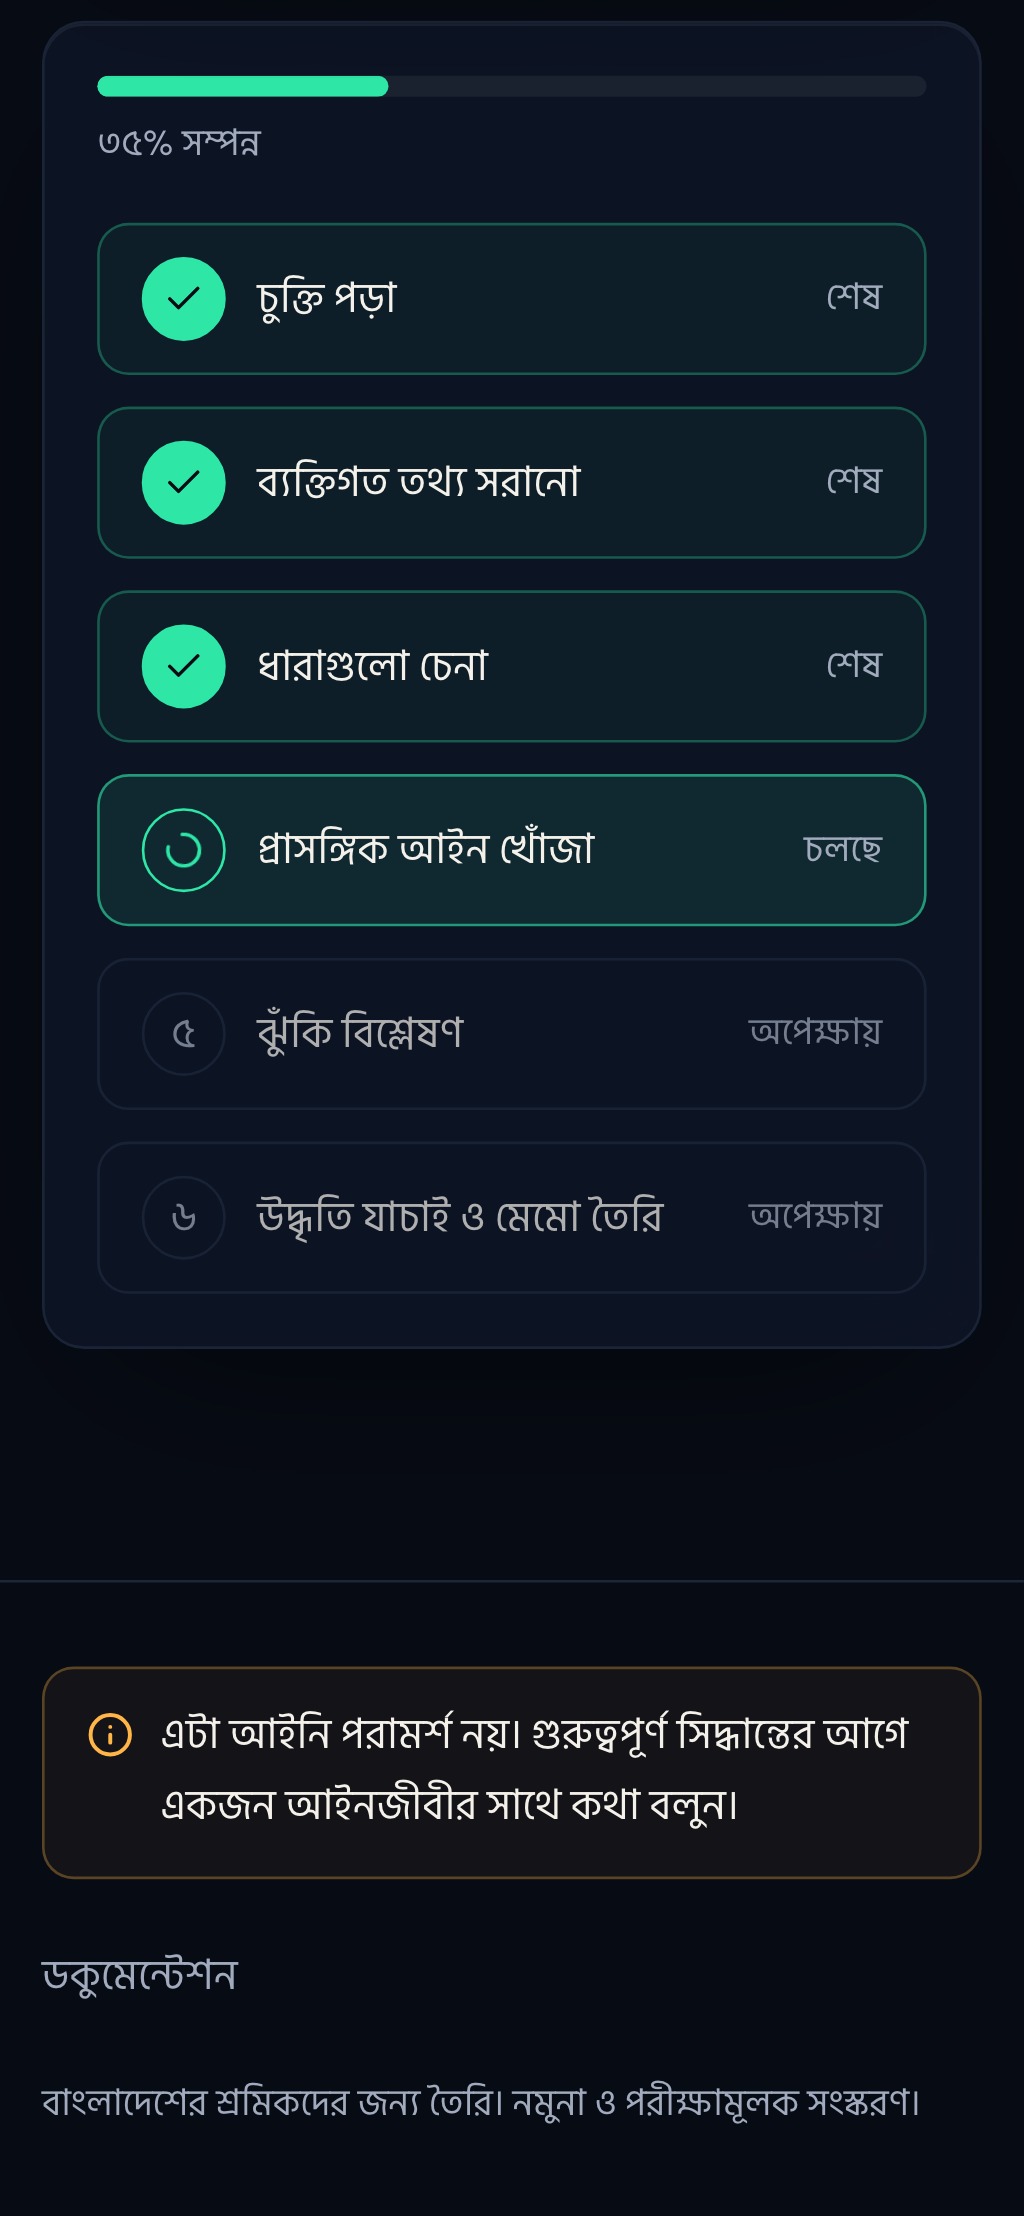 ৩৫% সম্পন্ন
চুক্তি পড়া
শেষ
ব্যক্তিগত তথ্য সরানো
শেষ
ধারাগুলো চেনা
শেষ
প্রাসঙ্গিক আইন খোঁজা
চলছে
৫
ঝুঁকি বিশ্লেষণ
অপেক্ষায়
৬
উদ্ধৃতি যাচাই ও মেমো তৈরি
অপেক্ষায়
এটা আইনি পরামর্শ নয়। গুরুত্বপূর্ণ সিদ্ধান্তের আগে
একজন আইনজীবীর সাথে কথা বলুন।
ডকুমেন্টেশন
বাংলাদেশের শ্রমিকদের জন্য তৈরি। নমুনা ও পরীক্ষামূলক সংস্করণ।